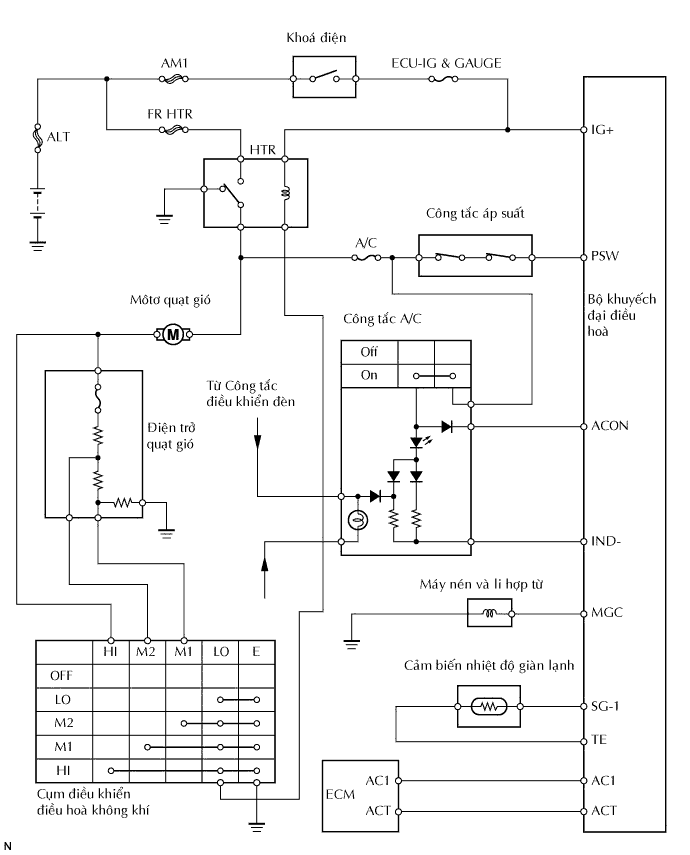 Khoá điện
AM1
ECU-IG & GAUGE
FR HTR
ALT
IG+
HTR
Công tắc áp suất
A/C
PSW
Môtơ quạt gió
M
Bộ khuyếch
đại điều
hoà
Công tắc A/C
Off
On
Từ Công tắc
điều khiển đèn
Điện trở
quạt gió
ACON
IND-
Máy nén và li hợp từ
MGC
HI M2 M1 LO E
OFF
LO
M2
M1
HI
Cụm điều khiển
điều hoà không khí
Cảm biến nhiệt độ giàn lạnh
SG-1
TE
ECM
AC1
ACT
AC1
ACT
N